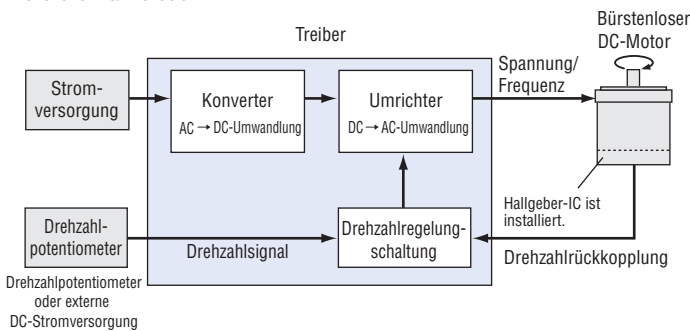 Treiber
Bürstenloser
DC-Motor
Strom-
versorgung
Konverter
AC → DC-Umwandlung
Umrichter
DC → AC-Umwandlung
Spannung/
Frequenz
Hallgeber-IC ist
installiert.
Drehzahl-
potentiometer
Drehzahlsignal
Drehzahlregelung-
schaltung
Drehzahlrückkopplung
Drehzahlpotentiometer
oder externe
DC-Stromversorgung